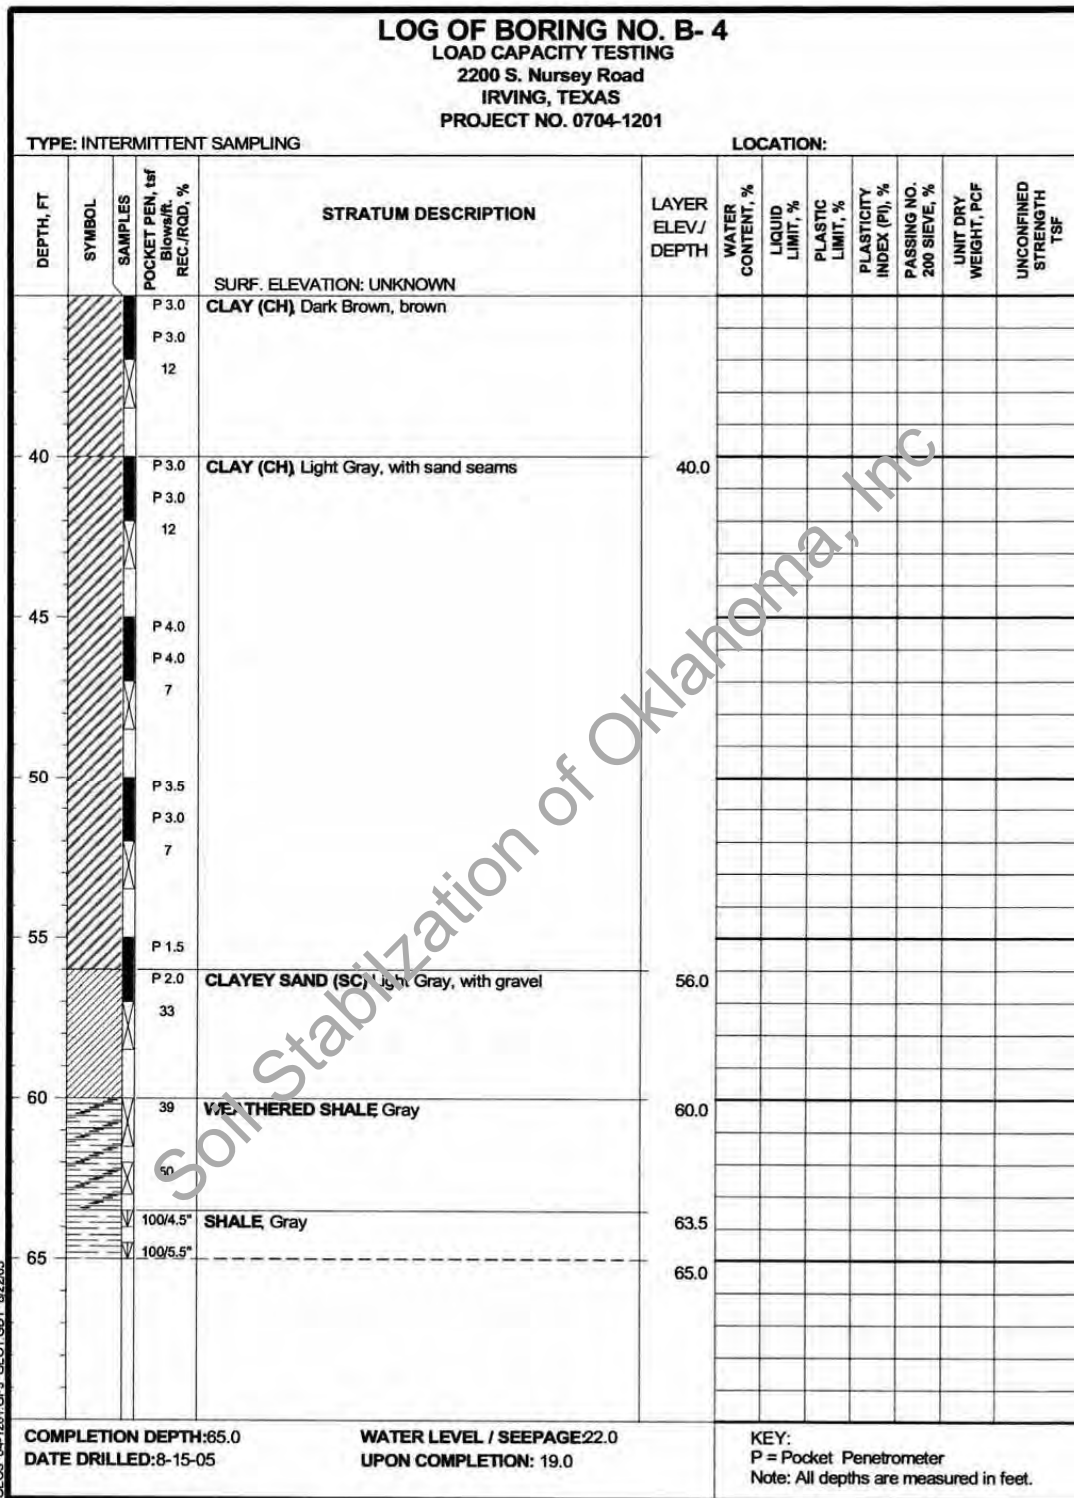 LOG OF BORING NO. B- 4
LOAD CAPACITY TESTING
2200 S. Nursey Road
IRVING, TEXAS
PROJECT NO. 0704-1201
TYPE: INTERMITTENT SAMPLING LOCATION:
DEPTH, FT
SYMBOL
SAMPLES
POCKET PEN, tsf
Blows/ft.
REC./RQD, %
STRATUM DESCRIPTION
SURF. ELEVATION: UNKNOWN
LAYER
ELEV./
DEPTH
WATER
CONTENT, %
LIQUID
LIMIT, %
PLASTIC
LIMIT, %
PLASTICITY
INDEX (PI), %
PASSING NO.
200 SIEVE, %
UNIT DRY
WEIGHT, PCF
UNCONFINED
STRENGTH
TSF
P 3.0 CLAY (CH), Dark Brown, brown
P 3.0
12
40 P 3.0 CLAY (CH), Light Gray, with sand seams 40.0
P 3.0
12
45 P 4.0
P 4.0
7
50 P 3.5
P 3.0
7
55 P 1.5
P 2.0 CLAYEY SAND (SC), Light Gray, with gravel 56.0
33
60 39 WEATHERED SHALE, Gray 60.0
50
100/4.5" SHALE, Gray 63.5
65 100/5.5" 65.0
Soil Stabilzation of Oklahoma, Inc
COMPLETION DEPTH:65.0 WATER LEVEL / SEEPAGE:22.0
DATE DRILLED:8-15-05 UPON COMPLETION: 19.0
KEY:
P = Pocket Penetrometer
Note: All depths are measured in feet.